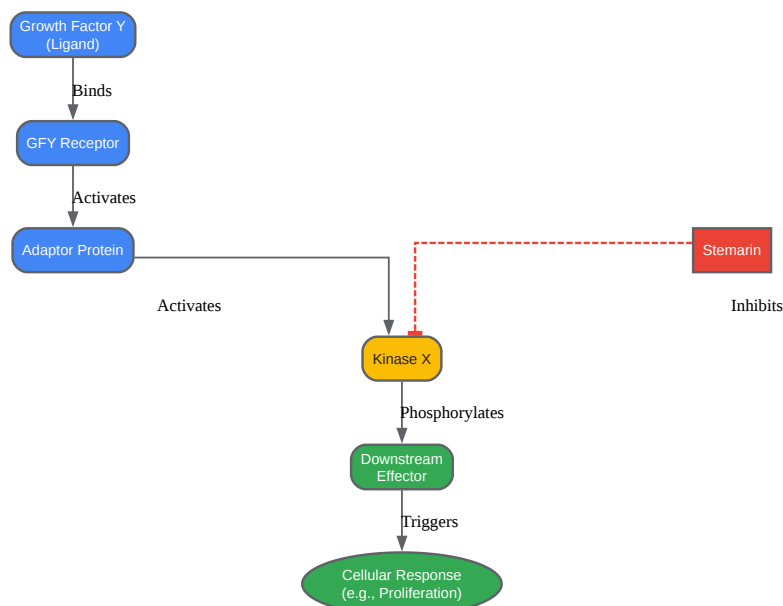 Growth Factor Y
(Ligand)
Binds
GFY Receptor
Activates
Adaptor Protein
Stemarin
Activates
Inhibits
Kinase X
Phosphorylates
Downstream
Effector
Triggers
Cellular Response
(e.g., Proliferation)